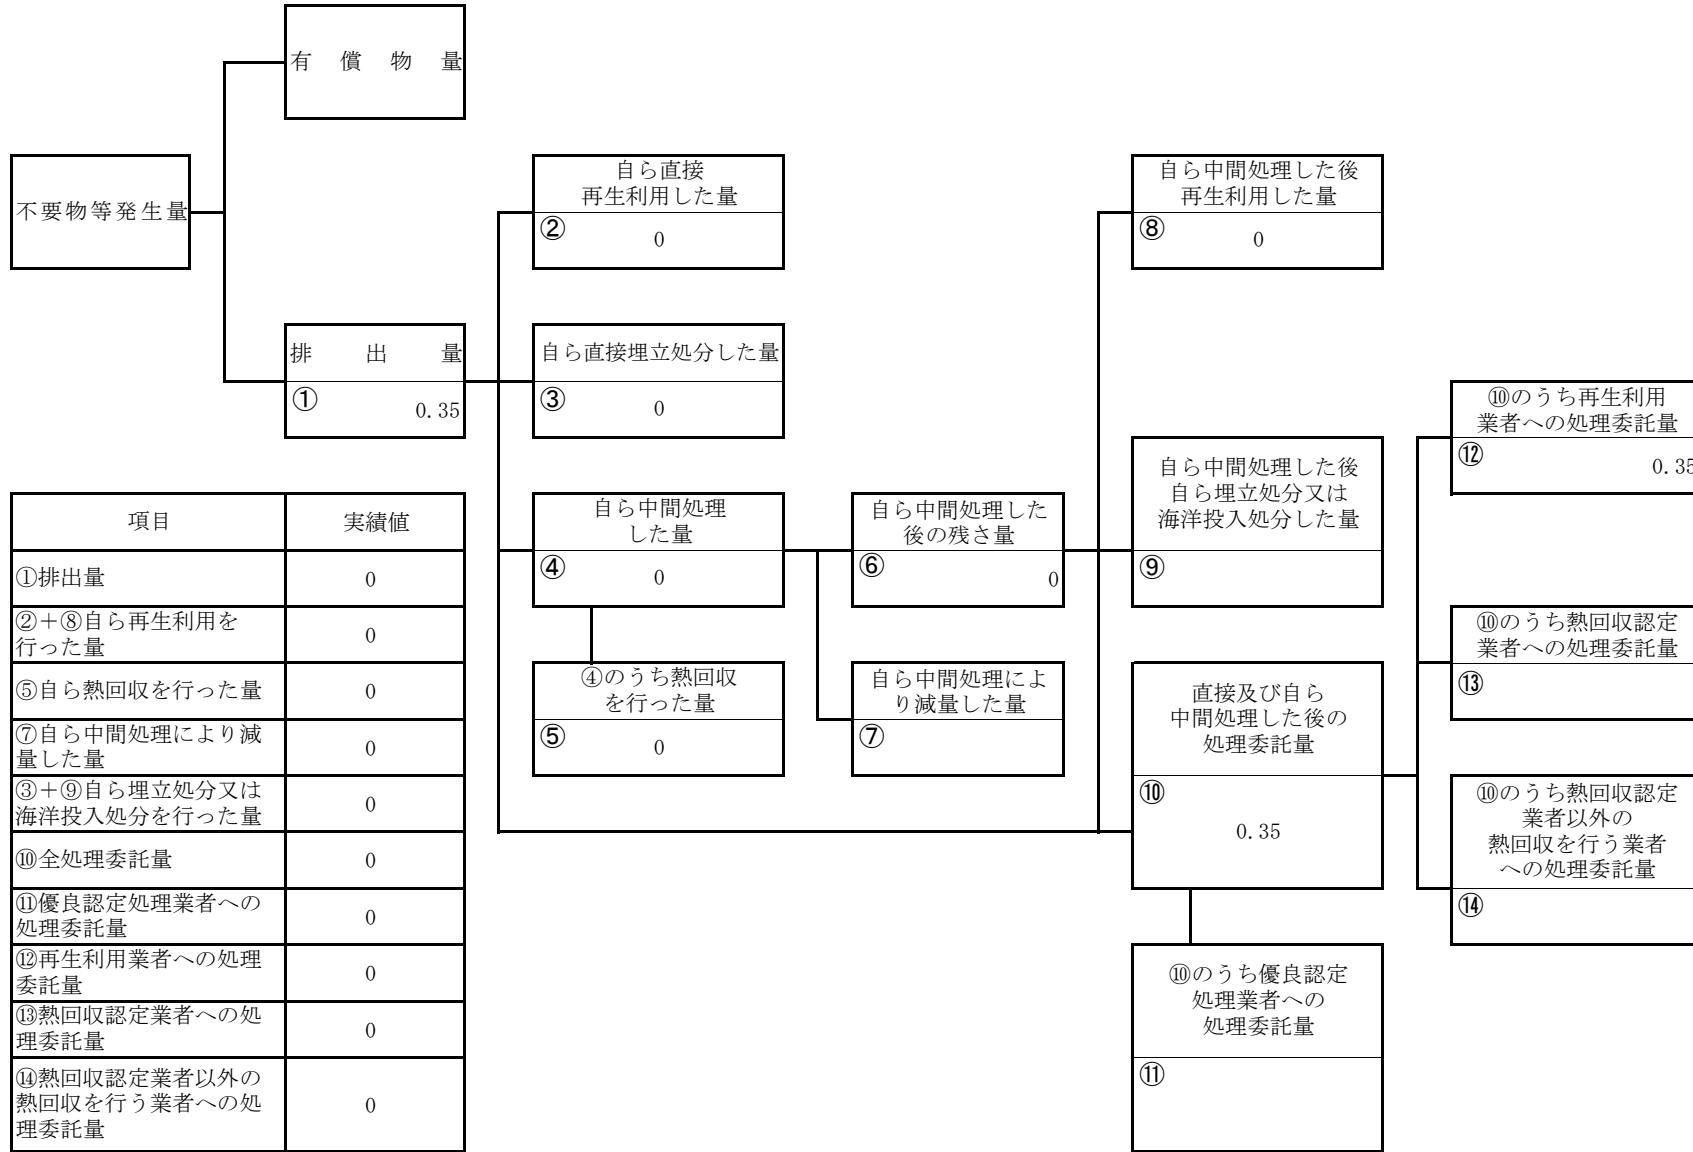 有償物量
不要物等発生量
自ら直接
再生利用した量
② 0
自ら中間処理した後
再生利用した量
⑧ 0
排出量
① 0.35
自ら直接埋立処分した量
③ 0
⑩のうち再生利用
業者への処理委託量
⑫ 0.35
自ら中間処理
した量
④ 0
自ら中間処理した
後の残さ量
⑥ 0
自ら中間処理した後
自ら埋立処分又は
海洋投入処分した量
⑨
⑩のうち熱回収認定
業者への処理委託量
⑬
④のうち熱回収
を行った量
⑤ 0
自ら中間処理によ
り減量した量
⑦
直接及び自ら
中間処理した後の
処理委託量
⑩
0.35
⑩のうち熱回収認定
業者以外の
熱回収を行う業者
への処理委託量
⑭
⑩のうち優良認定
処理業者への
処理委託量
⑪
項目 実績値
①排出量 0
②+⑧自ら再生利用を
行った量 0
⑤自ら熱回収を行った量 0
⑦自ら中間処理により減
量した量 0
③+⑨自ら埋立処分又は
海洋投入処分を行った量 0
⑩全処理委託量 0
⑪優良認定処理業者への
処理委託量 0
⑫再生利用業者への処理
委託量 0
⑬熱回収認定業者への処
理委託量 0
⑭熱回収認定業者以外の
熱回収を行う業者への処
理委託量 0